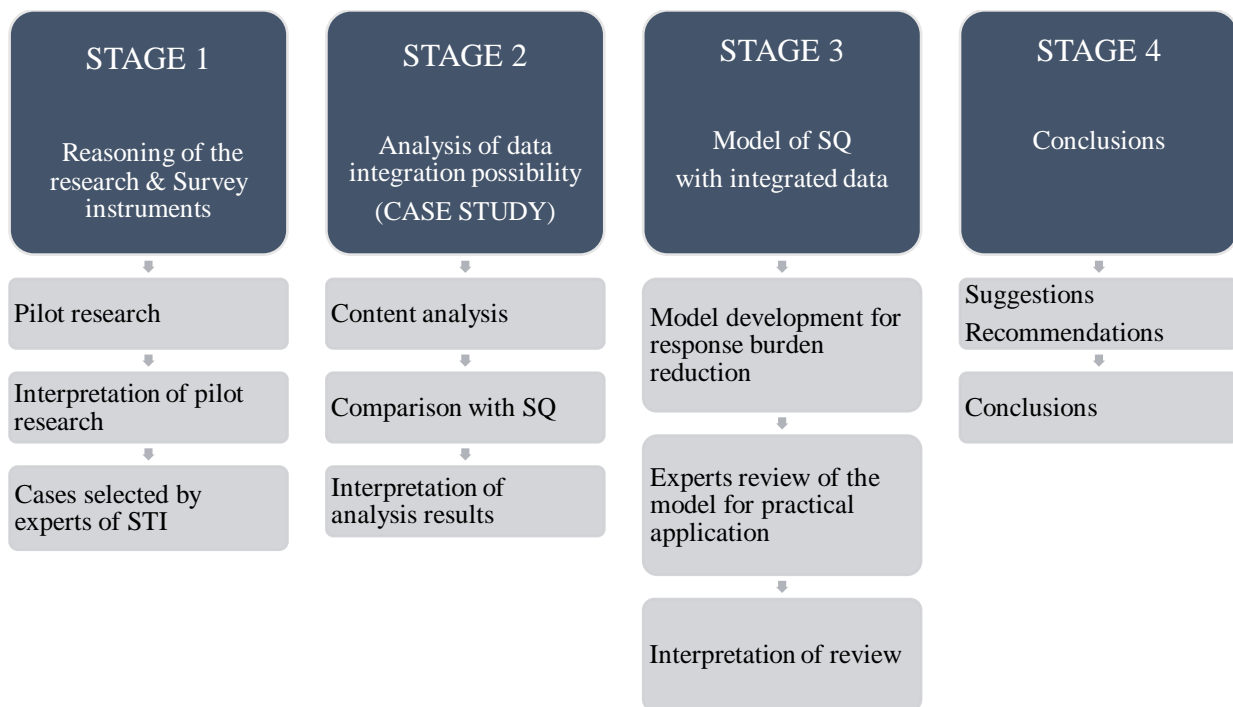 STAGE 1
Reasoning of the
research & Survey
instruments
Pilot research
Interpretation of pilot
research
Cases selected by
experts of STI
STAGE 2
Analysis of data
integration possibility
(CASE STUDY)
Content analysis
Comparison with SQ
Interpretation of
analysis results
STAGE 3
Model of SQ
with integrated data
Model development for
response burden
reduction
Experts review of the
model for practical
application
Interpretation of review
STAGE 4
Conclusions
Suggestions
Recommendations
Conclusions